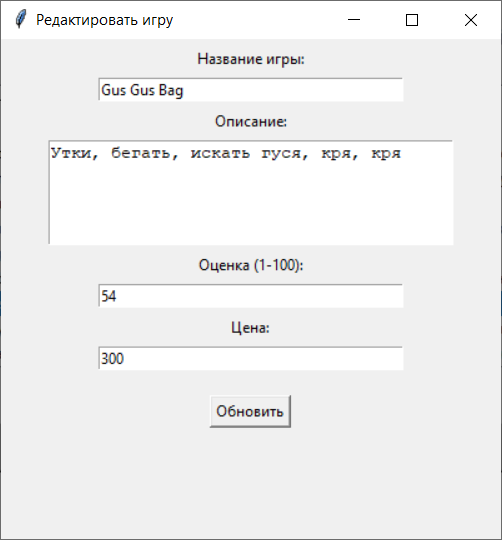 Редактировать игру
Название игры:
Gus Gus Bag
Описание:
Утки, бегать, искать гуся, кря, кря
Оценка (1-100):
54
Цена:
300
Обновить